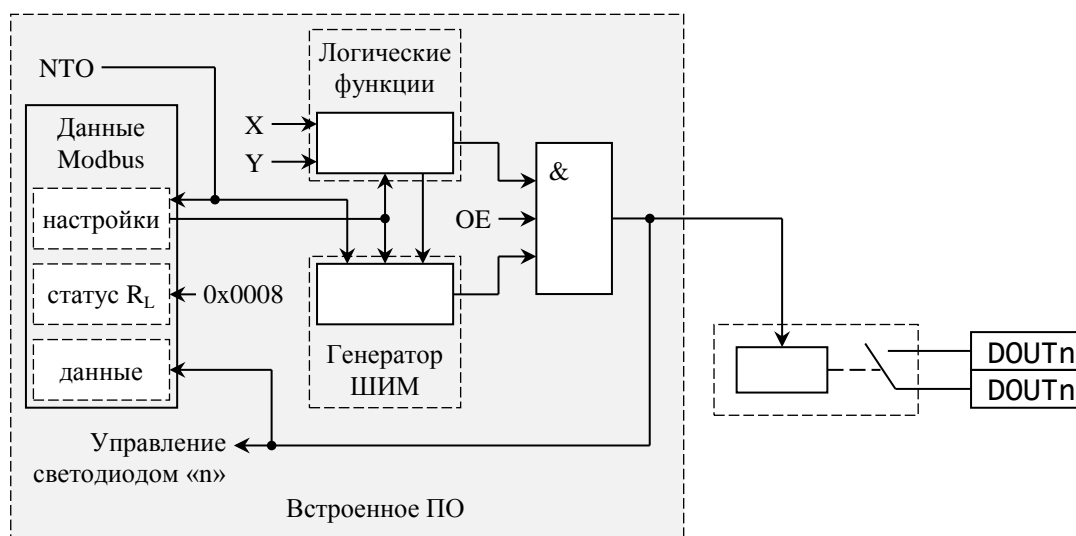 Логические
функции
NTO
Данные
Modbus
X
Y
&
настройки
OE
статус RL
0x0008
данные
Генератор
ШИМ
DOUTn
DOUTn
Управление
светодиодом «n»
Встроенное ПО